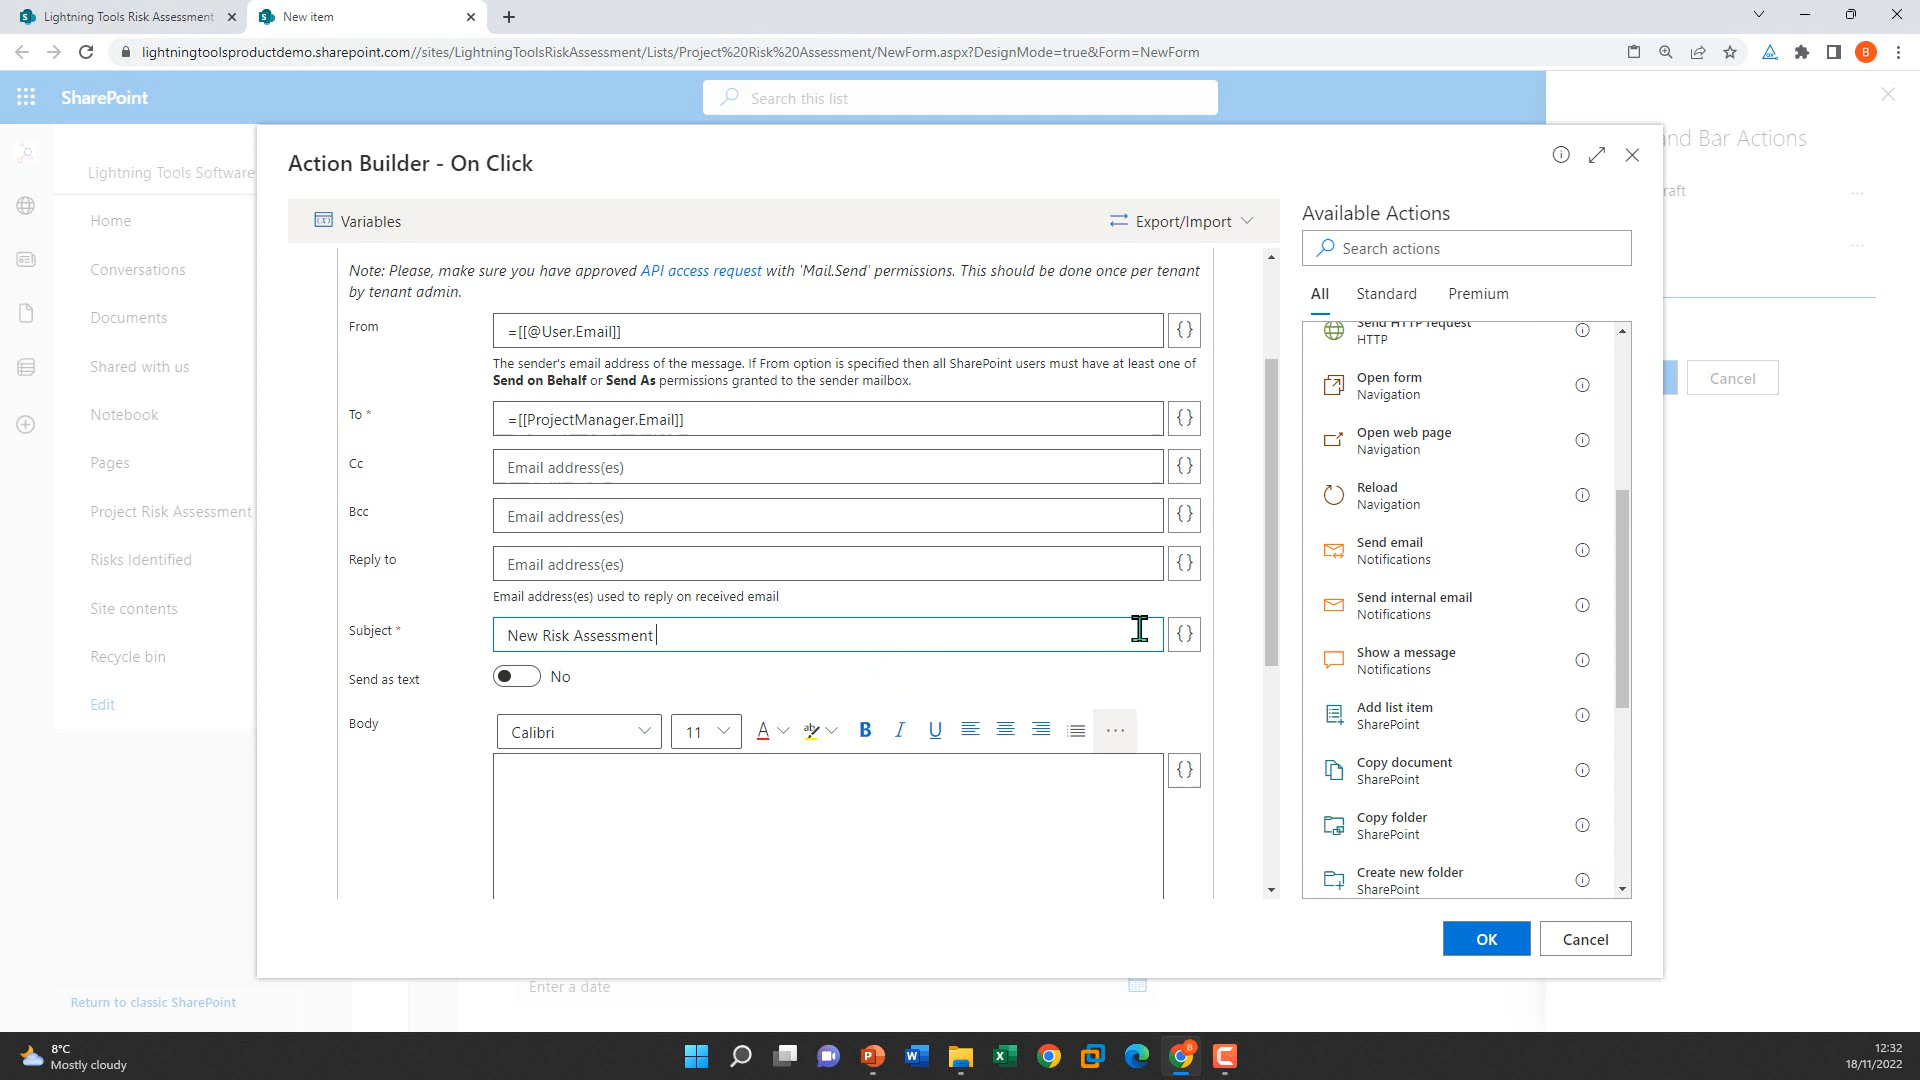 Lightning Tools Risk Assessment
New item
lightningtoolsproductdemo.sharepoint.com//sites/LightningToolsRiskAssessment/Lists/Project%20Risk%20Assessment/NewForm.aspx?DesignMode=true&Form=NewForm
B
SharePoint
Search this list
Lightning Tools Software
Home
Conversations
Documents
Shared with us
Notebook
Pages
Project Risk Assessment
Risks Identified
Site contents
Recycle bin
Edit
Return to classic SharePoint
Action Builder - On Click
Variables
Export/Import
Note: Please, make sure you have approved API access request with 'Mail.Send' permissions. This should be done once per tenant
by tenant admin.
From
=[[@User.Email]]
{}
The sender's email address of the message. If From option is specified then all SharePoint users must have at least one of
Send on Behalf or Send As permissions granted to the sender mailbox.
To *
=[[ProjectManager.Email]]
{}
Cc
Email address(es)
{}
Bcc
Email address(es)
{}
Reply to
Email address(es)
{}
Email address(es) used to reply on received email
Subject *
New Risk Assessment
{}
Send as text
No
Body
Calibri
11
A
ab
B
I
U
...
{}
Available Actions
Search actions
All
Standard
Premium
Send HTTP request
HTTP
Open form
Navigation
Open web page
Navigation
Reload
Navigation
Send email
Notifications
Send internal email
Notifications
Show a message
Notifications
Add list item
SharePoint
Copy document
SharePoint
Copy folder
SharePoint
Create new folder
SharePoint
OK
Cancel
and Bar Actions
raft
...
...
Cancel
Enter a date
8°C
Mostly cloudy
12:32
18/11/2022